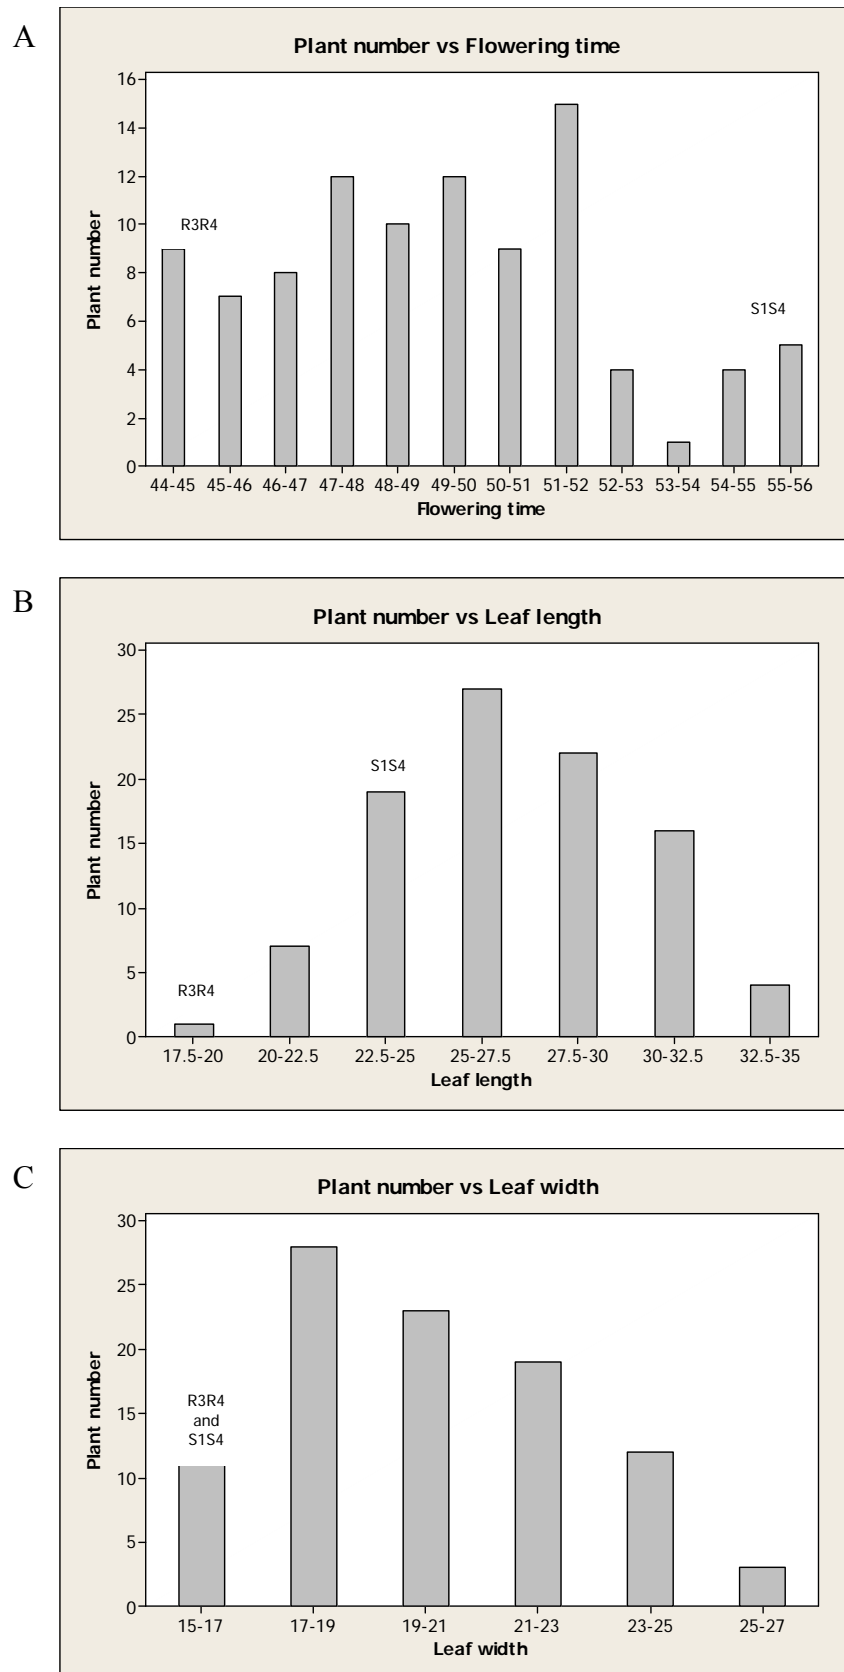 A
Plant number vs Flowering time
16
14
12
10
8
6
4
2
0
Plant number
R3R4
S1S4
44-45 45-46 46-47 47-48 48-49 49-50 50-51 51-52 52-53 53-54 54-55 55-56
Flowering time
B
Plant number vs Leaf length
30
25
20
15
10
5
0
Plant number
S1S4
R3R4
17.5-20 20-22.5 22.5-25 25-27.5 27.5-30 30-32.5 32.5-35
Leaf length
C
Plant number vs Leaf width
30
25
20
15
10
5
0
Plant number
R3R4
and
S1S4
15-17 17-19 19-21 21-23 23-25 25-27
Leaf width